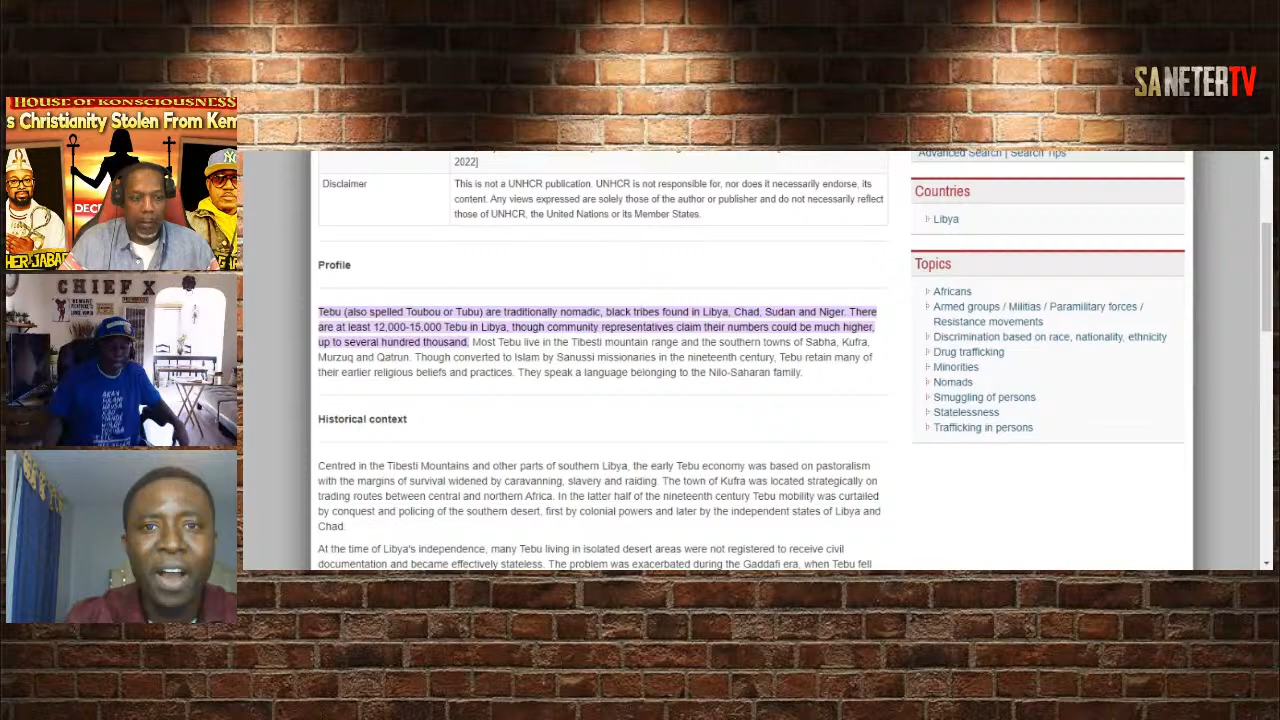 SANETERTV
HOUSE OF KONSCIOUSNESS
s Christianity Stolen From Kem
DEC
HER JABA
CHIEF X
AKAN
FULANI
HAUSA
2022]
Disclaimer
This is not a UNHCR publication. UNHCR is not responsible for, nor does it necessarily endorse, its
content. Any views expressed are solely those of the author or publisher and do not necessarily reflect
those of UNHCR, the United Nations or its Member States.
Profile
Tebu (also spelled Toubou or Tubu) are traditionally nomadic, black tribes found in Libya, Chad, Sudan and Niger. There
are at least 12,000-15,000 Tebu in Libya, though community representatives claim their numbers could be much higher,
up to several hundred thousand. Most Tebu live in the Tibesti mountain range and the southern towns of Sabha, Kufra,
Murzuq and Qatrun. Though converted to Islam by Sanussi missionaries in the nineteenth century, Tebu retain many of
their earlier religious beliefs and practices. They speak a language belonging to the Nilo-Saharan family.
Historical context
Centred in the Tibesti Mountains and other parts of southern Libya, the early Tebu economy was based on pastoralism
with the margins of survival widened by caravanning, slavery and raiding. The town of Kufra was located strategically on
trading routes between central and northern Africa. In the latter half of the nineteenth century Tebu mobility was curtailed
by conquest and policing of the southern desert, first by colonial powers and later by the independent states of Libya and
Chad.
At the time of Libya's independence, many Tebu living in isolated desert areas were not registered to receive civil
documentation and became effectively stateless. The problem was exacerbated during the Gaddafi era, when Tebu fell
Advanced Search | Search Tips
Countries
Libya
Topics
Africans
Armed groups / Militias / Paramilitary forces /
Resistance movements
Discrimination based on race, nationality, ethnicity
Drug trafficking
Minorities
Nomads
Smuggling of persons
Statelessness
Trafficking in persons